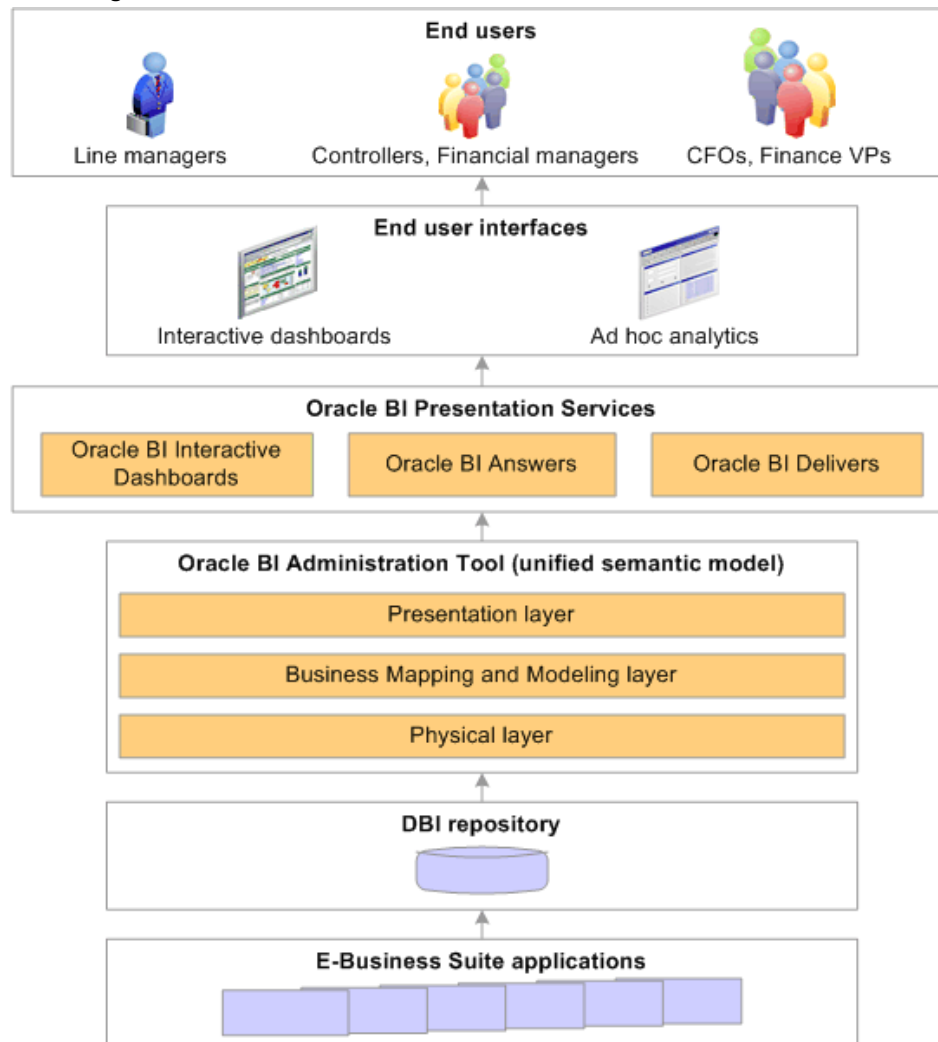 End users
Line managers
Controllers, Financial managers
CFOs, Finance VPs
End user interfaces
Interactive dashboards
Ad hoc analytics
Oracle BI Presentation Services
Oracle BI Interactive
Dashboards
Oracle BI Answers
Oracle BI Delivers
Oracle BI Administration Tool (unified semantic model)
Presentation layer
Business Mapping and Modeling layer
Physical layer
DBI repository
E-Business Suite applications